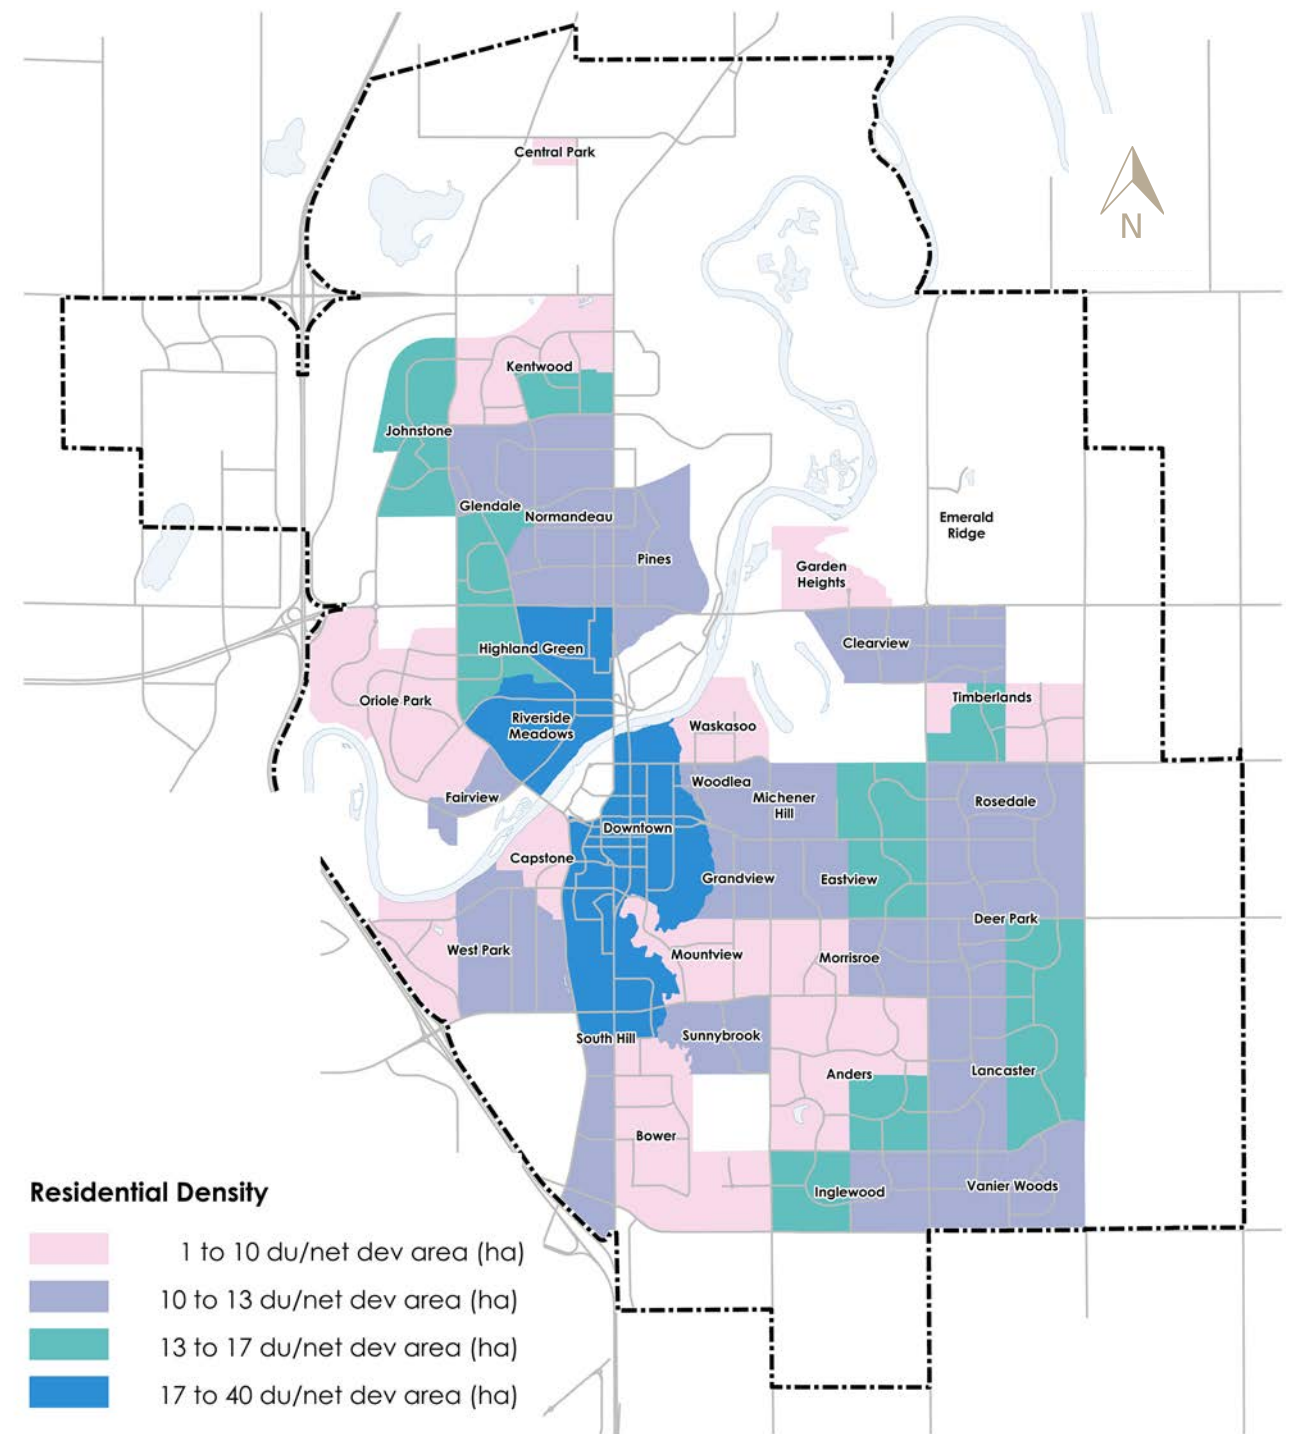 Central Park
N
Kentwood
Johnstone
Glendale
Normandeau
Emerald
Ridge
Pines
Garden
Heights
Clearview
Highland Green
Oriole Park
Timberlands
Riverside
Meadows
Waskasoo
Woodlea
Fairview
Michener
Hill
Rosedale
Downtown
Capstone
Grandview
Eastview
Deer Park
West Park
Mountview
Morrisroe
South Hill
Sunnybrook
Anders
Lancaster
Bower
Inglewood
Vanier Woods
Residential Density
1 to 10 du/net dev area (ha)
10 to 13 du/net dev area (ha)
13 to 17 du/net dev area (ha)
17 to 40 du/net dev area (ha)